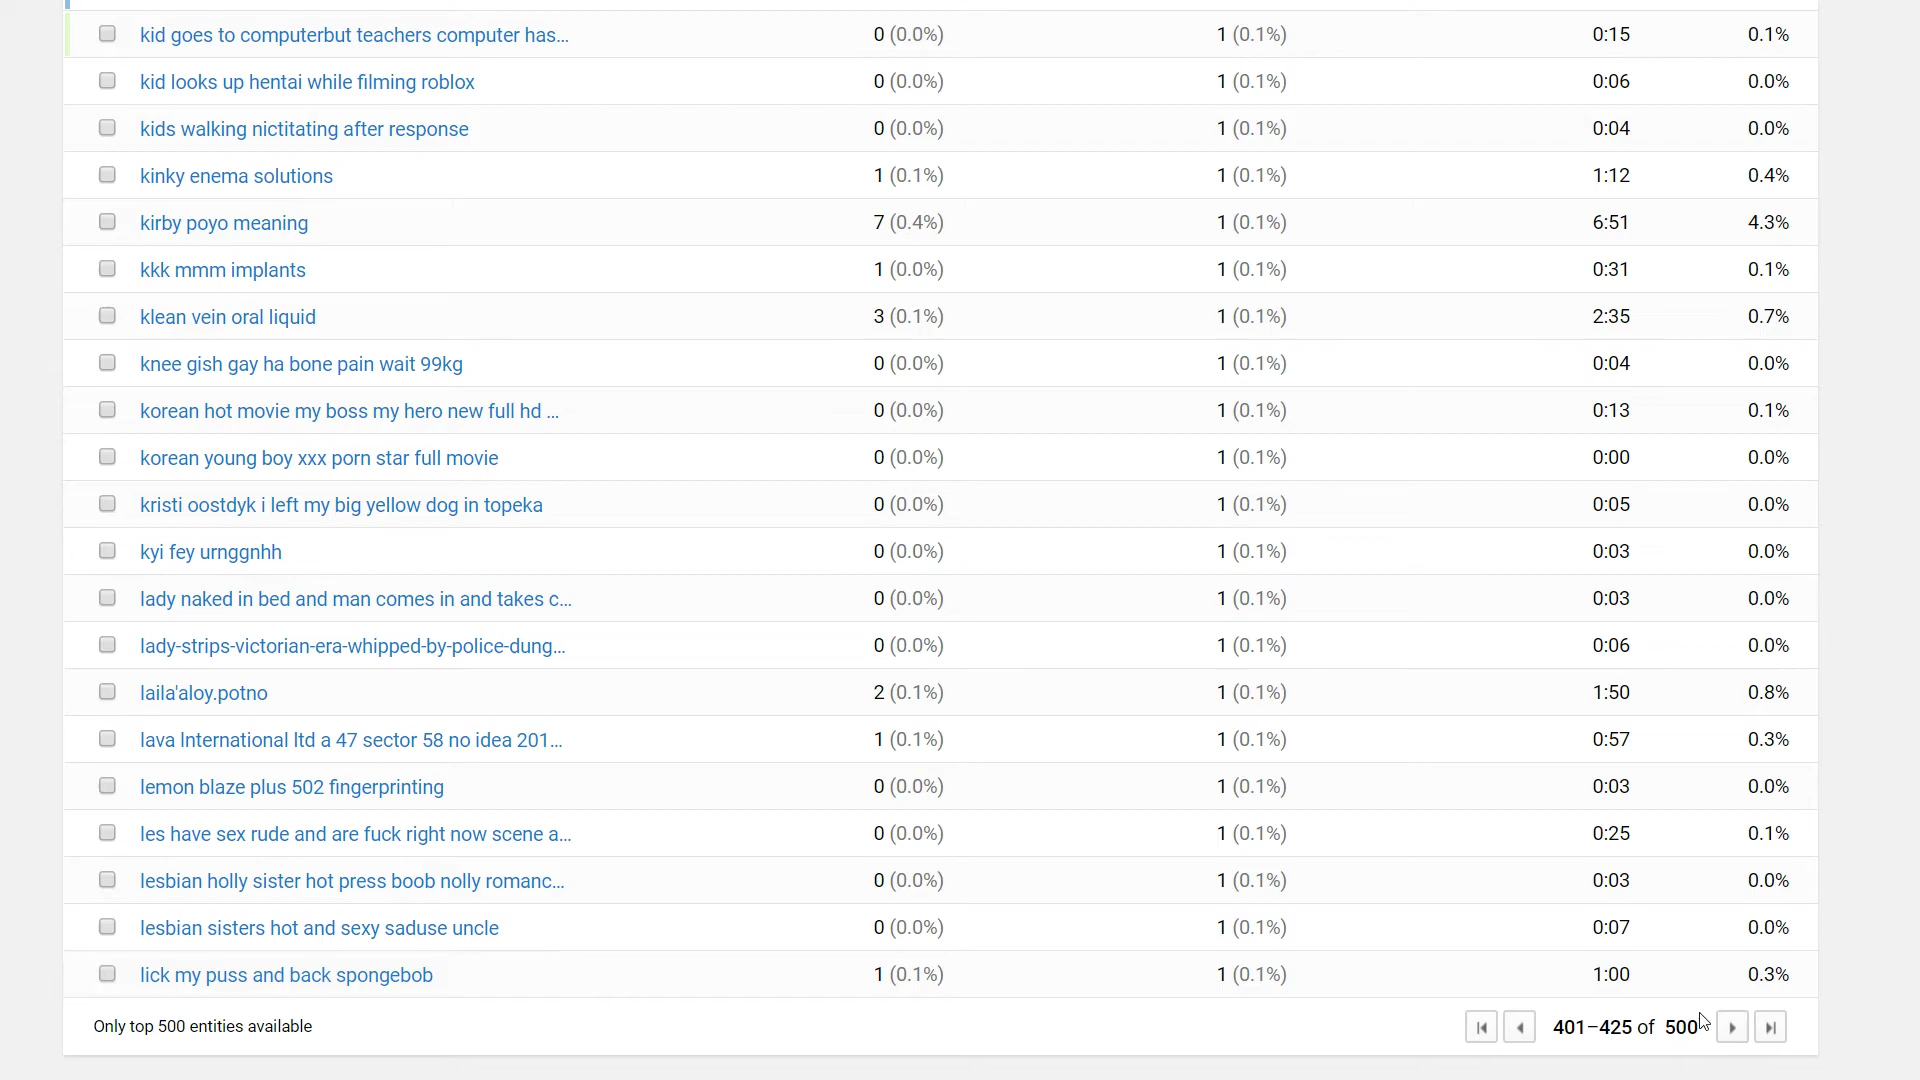 kid goes to computerbut teachers computer has... 0 (0.0%) 1 (0.1%) 0:15 0.1%
kid looks up hentai while filming roblox 0 (0.0%) 1 (0.1%) 0:06 0.0%
kids walking nictitating after response 0 (0.0%) 1 (0.1%) 0:04 0.0%
kinky enema solutions 1 (0.1%) 1 (0.1%) 1:12 0.4%
kirby poyo meaning 7 (0.4%) 1 (0.1%) 6:51 4.3%
kkk mmm implants 1 (0.0%) 1 (0.1%) 0:31 0.1%
klean vein oral liquid 3 (0.1%) 1 (0.1%) 2:35 0.7%
knee gish gay ha bone pain wait 99kg 0 (0.0%) 1 (0.1%) 0:04 0.0%
korean hot movie my boss my hero new full hd ... 0 (0.0%) 1 (0.1%) 0:13 0.1%
korean young boy xxx porn star full movie 0 (0.0%) 1 (0.1%) 0:00 0.0%
kristi oostdyk i left my big yellow dog in topeka 0 (0.0%) 1 (0.1%) 0:05 0.0%
kyi fey urnggnhh 0 (0.0%) 1 (0.1%) 0:03 0.0%
lady naked in bed and man comes in and takes c... 0 (0.0%) 1 (0.1%) 0:03 0.0%
lady-strips-victorian-era-whipped-by-police-dung... 0 (0.0%) 1 (0.1%) 0:06 0.0%
laila'aloy.potno 2 (0.1%) 1 (0.1%) 1:50 0.8%
lava International ltd a 47 sector 58 no idea 201... 1 (0.1%) 1 (0.1%) 0:57 0.3%
lemon blaze plus 502 fingerprinting 0 (0.0%) 1 (0.1%) 0:03 0.0%
les have sex rude and are fuck right now scene a... 0 (0.0%) 1 (0.1%) 0:25 0.1%
lesbian holly sister hot press boob nolly romanc... 0 (0.0%) 1 (0.1%) 0:03 0.0%
lesbian sisters hot and sexy saduse uncle 0 (0.0%) 1 (0.1%) 0:07 0.0%
lick my puss and back spongebob 1 (0.1%) 1 (0.1%) 1:00 0.3%
Only top 500 entities available 401–425 of 500